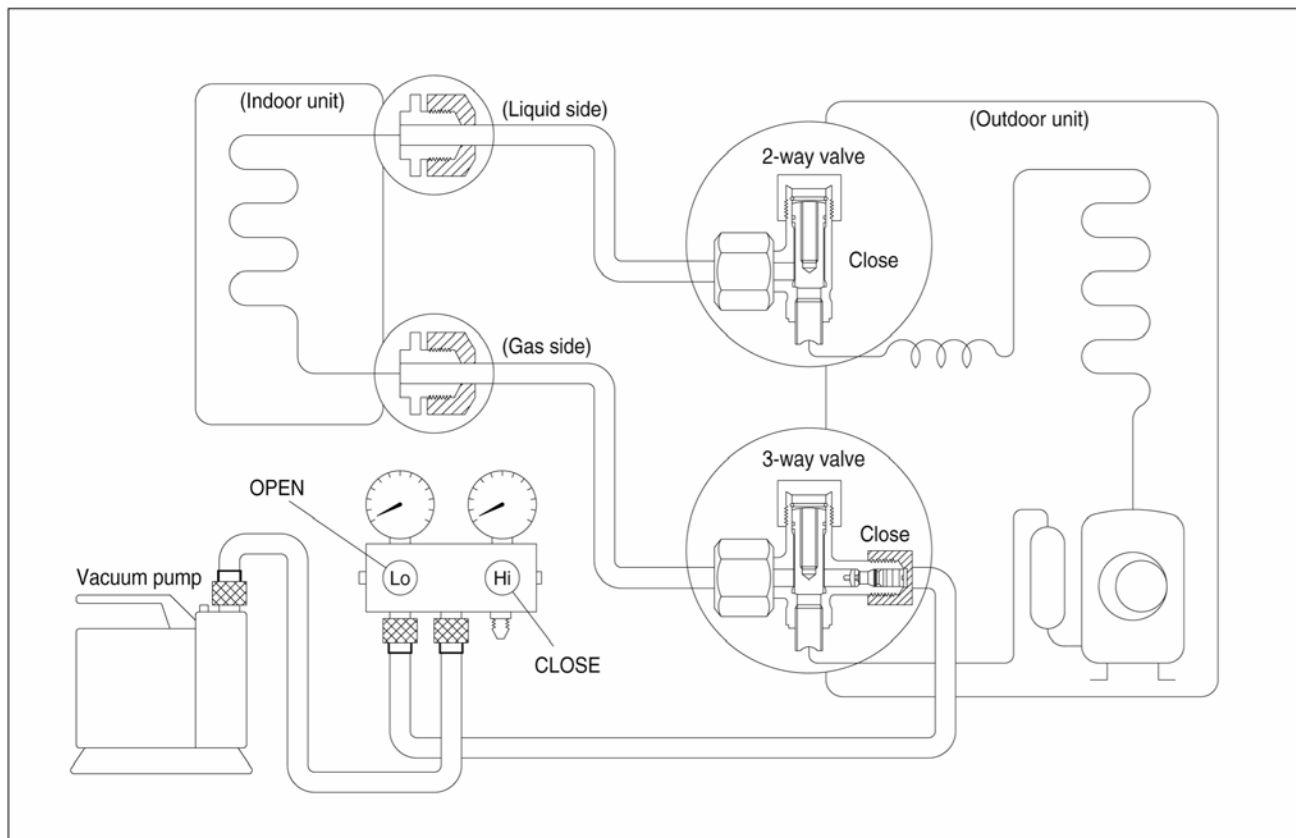 (Indoor unit)
(Liquid side)
(Outdoor unit)
2-way valve
Close
(Gas side)
3-way valve
Close
OPEN
Lo
Hi
Vacuum pump
CLOSE